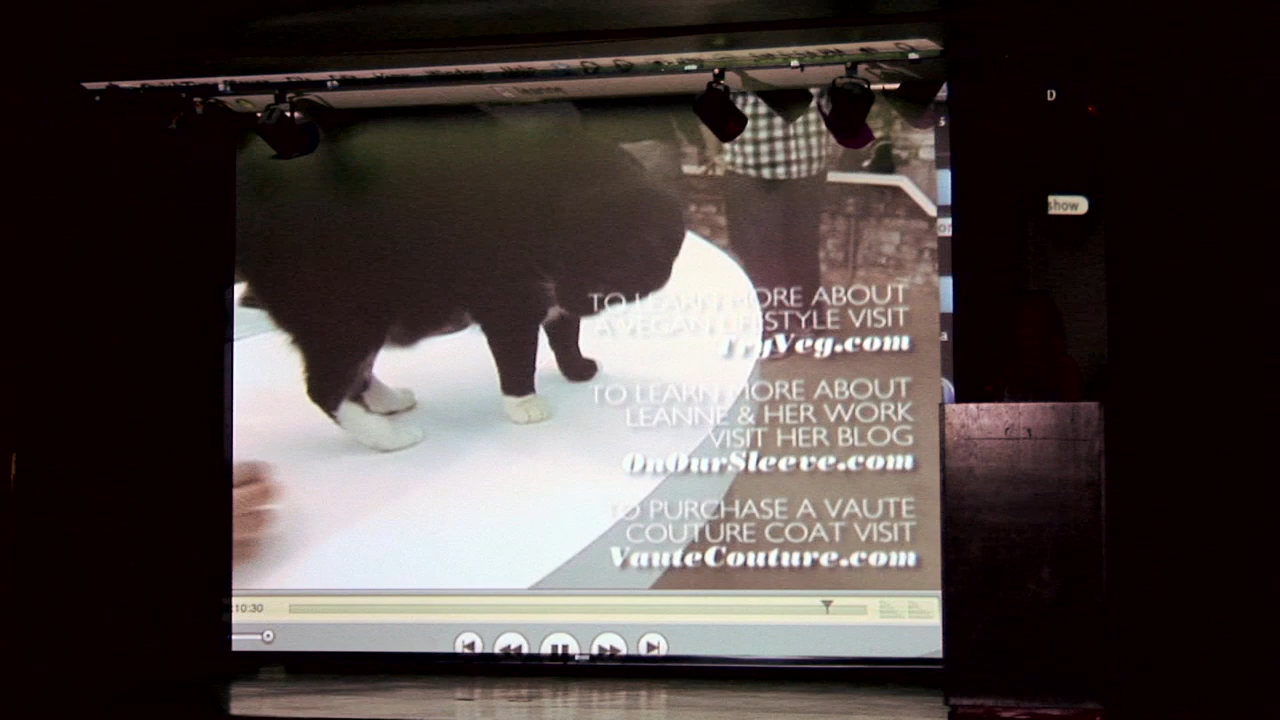 D
show
TO LEARN MORE ABOUT
A VEGAN LIFESTYLE VISIT
TryVeg.com
TO LEARN MORE ABOUT
LEANNE & HER WORK
VISIT HER BLOG
OnOurSleeve.com
TO PURCHASE A VAUTE
COUTURE COAT VISIT
VauteCouture.com
:10:30